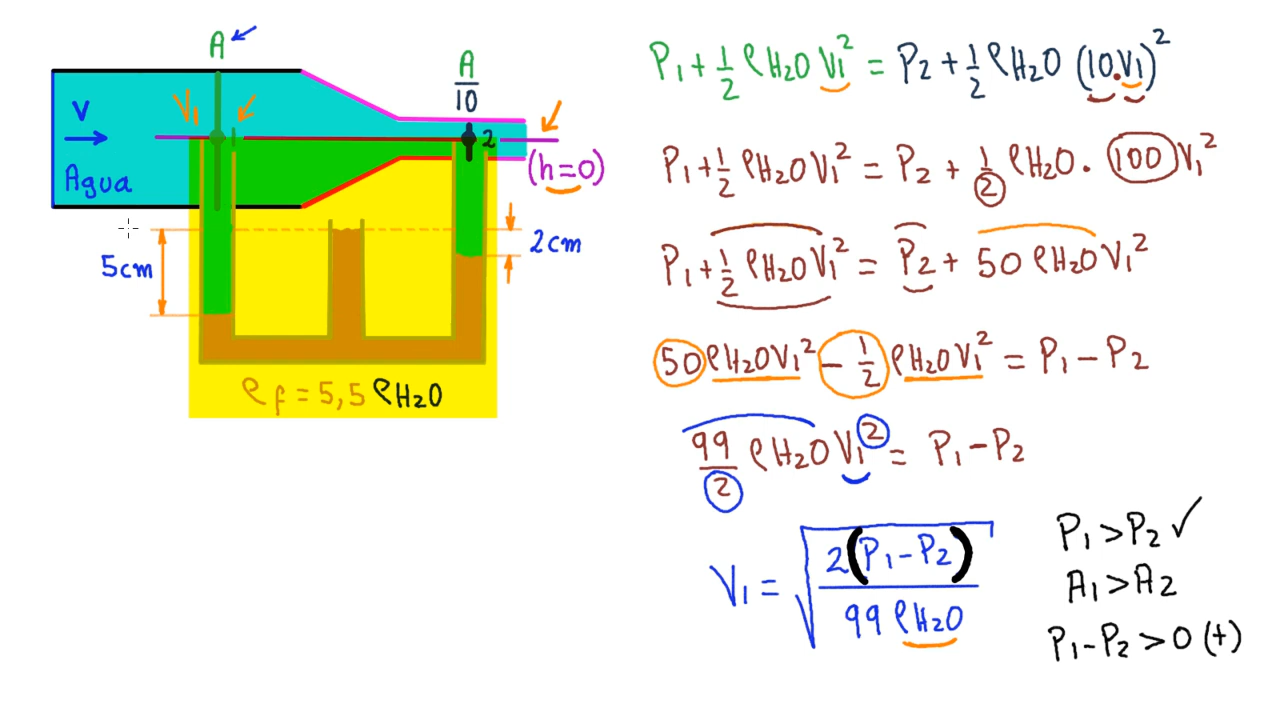 A
A/10
V₁
V
Agua
2
(h=0)
2cm
5cm
ρf = 5,5 ρH₂O
P₁ + 1/2 ρH₂O V₁² = P₂ + 1/2 ρH₂O (10.V₁)²
P₁ + 1/2 ρH₂O V₁² = P₂ + 1/2 ρH₂O. 100 V₁²
P₁ + 1/2 ρH₂O V₁² = P₂ + 50 ρH₂O V₁²
50 ρH₂O V₁² - 1/2 ρH₂O V₁² = P₁ - P₂
99/2 ρH₂O V₁² = P₁ - P₂
V₁ = √(2(P₁ - P₂)/99 ρH₂O)
P₁ > P₂ ✓
A₁ > A₂
P₁ - P₂ > 0 (+)